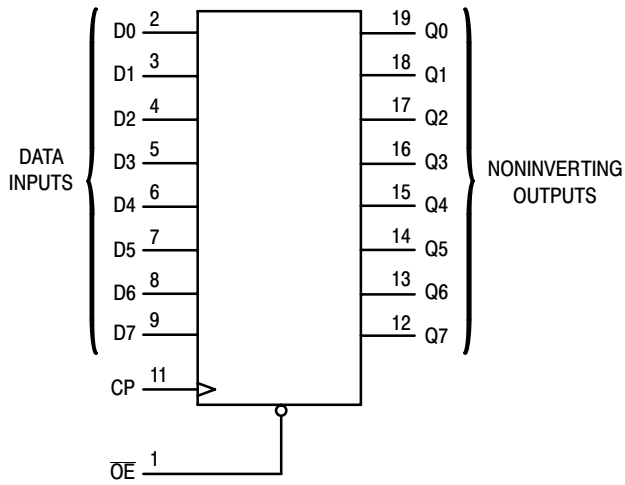 D0 2 19 Q0
D1 3 18 Q1
D2 4 17 Q2
D3 5 16 Q3
DATA
INPUTS
NONINVERTING
OUTPUTS
D4 6 15 Q4
D5 7 14 Q5
D6 8 13 Q6
D7 9 12 Q7
CP 11
O̅E̅ 1